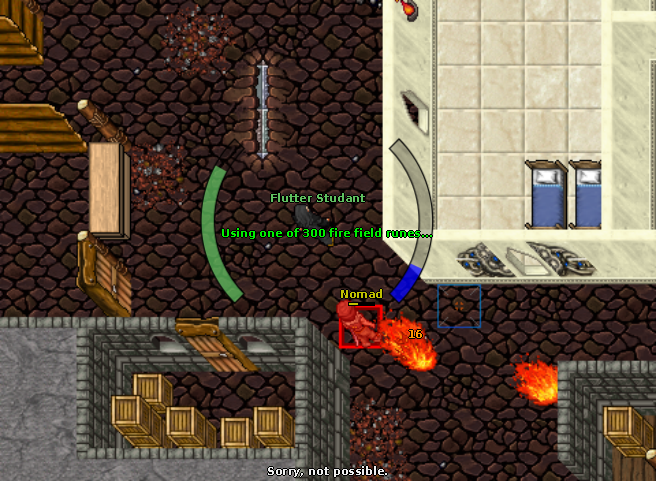 Flutter Studant
Using one of 300 fire field runes...
Nomad
16
Sorry, not possible.